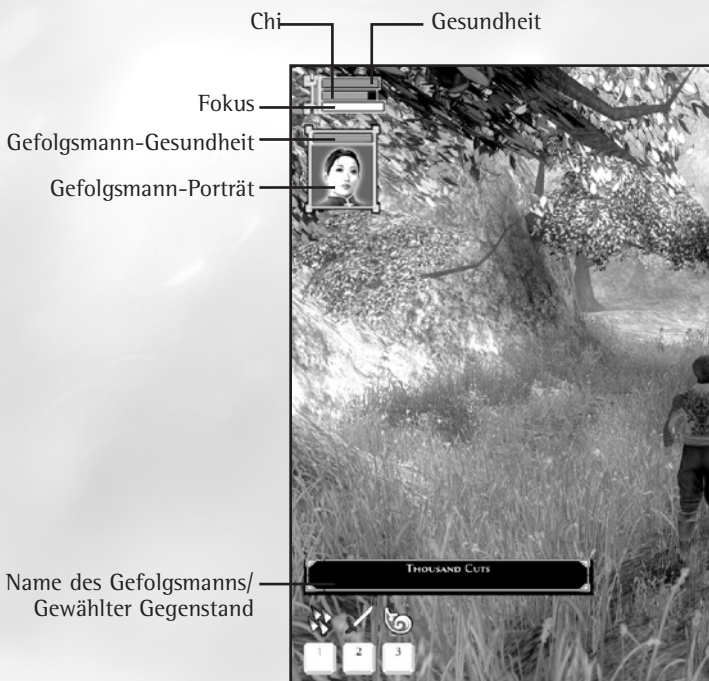 Chi
Gesundheit
Fokus
Gefolgsmann-Gesundheit
Gefolgsmann-Porträt
Name des Gefolgsmanns/
Gewählter Gegenstand
THOUSAND CUTS
1 2 3